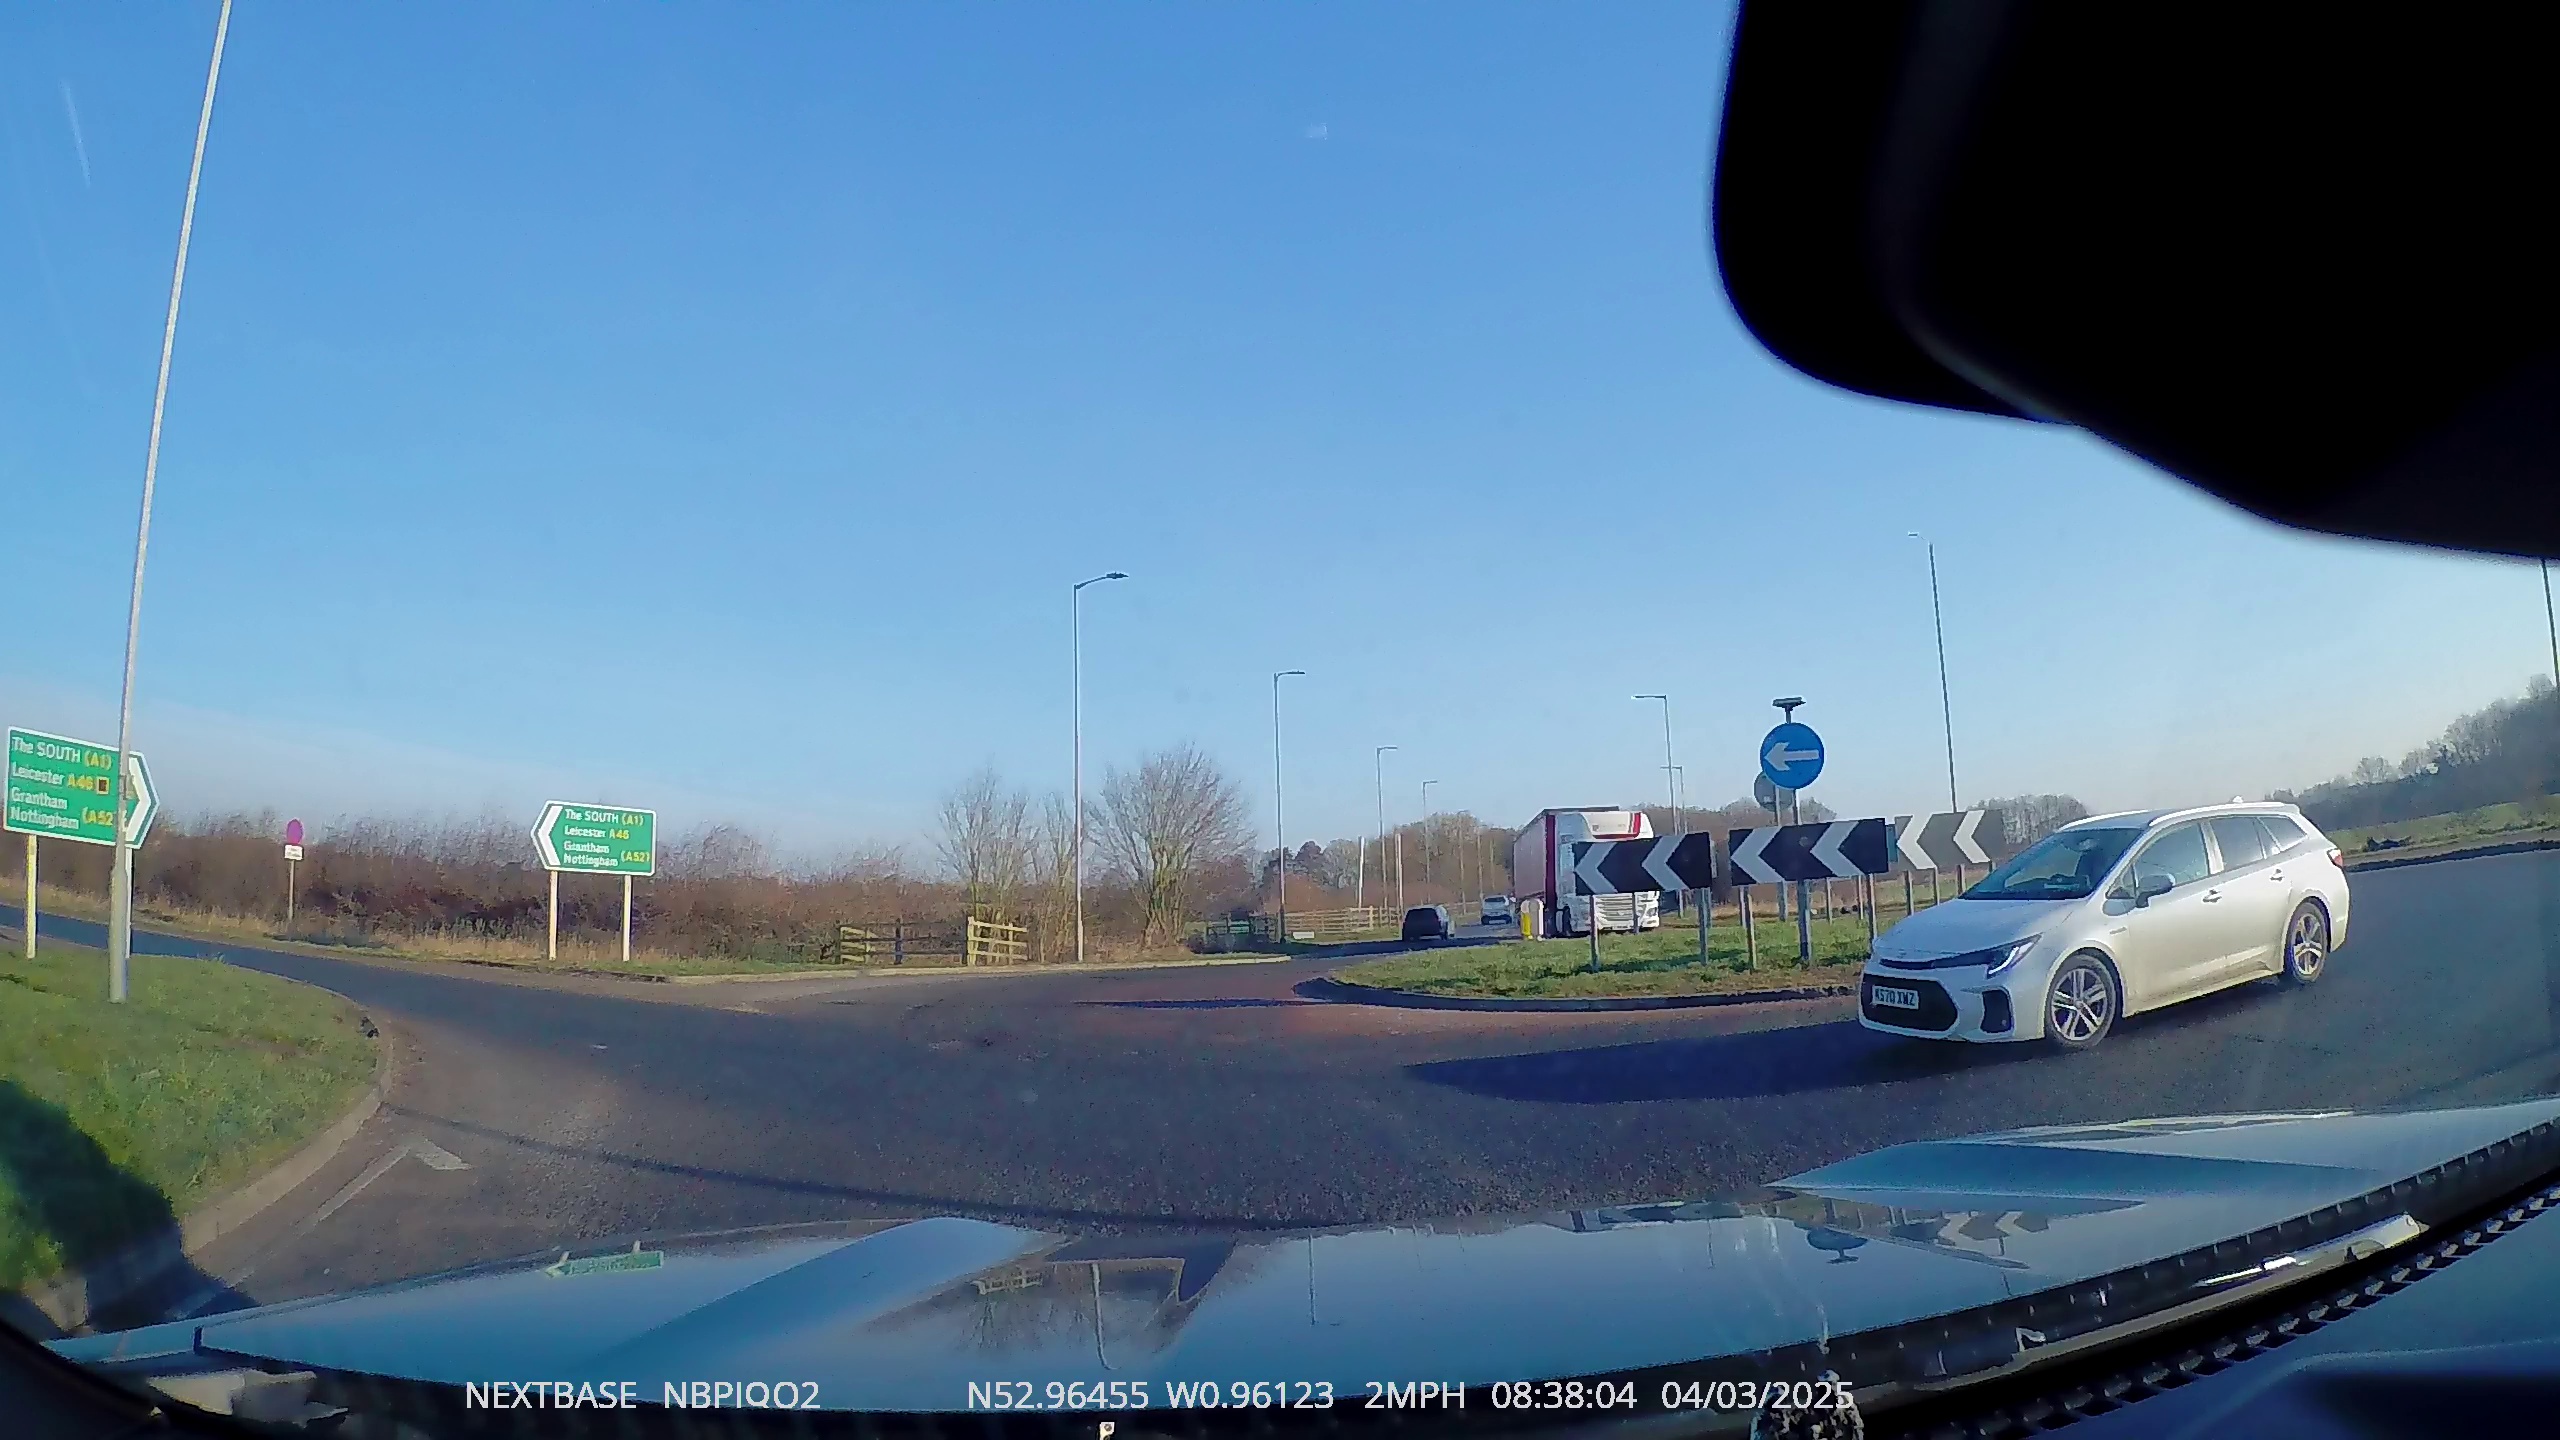 The SOUTH (A1)
Leicester A46
Grantham
Nottingham (A52
The SOUTH (A1)
Leicester A46
Grantham
Nottingham (A52)
NEXTBASE NBPIQO2 N52.96455 W0.96123 2MPH 08:38:04 04/03/2025